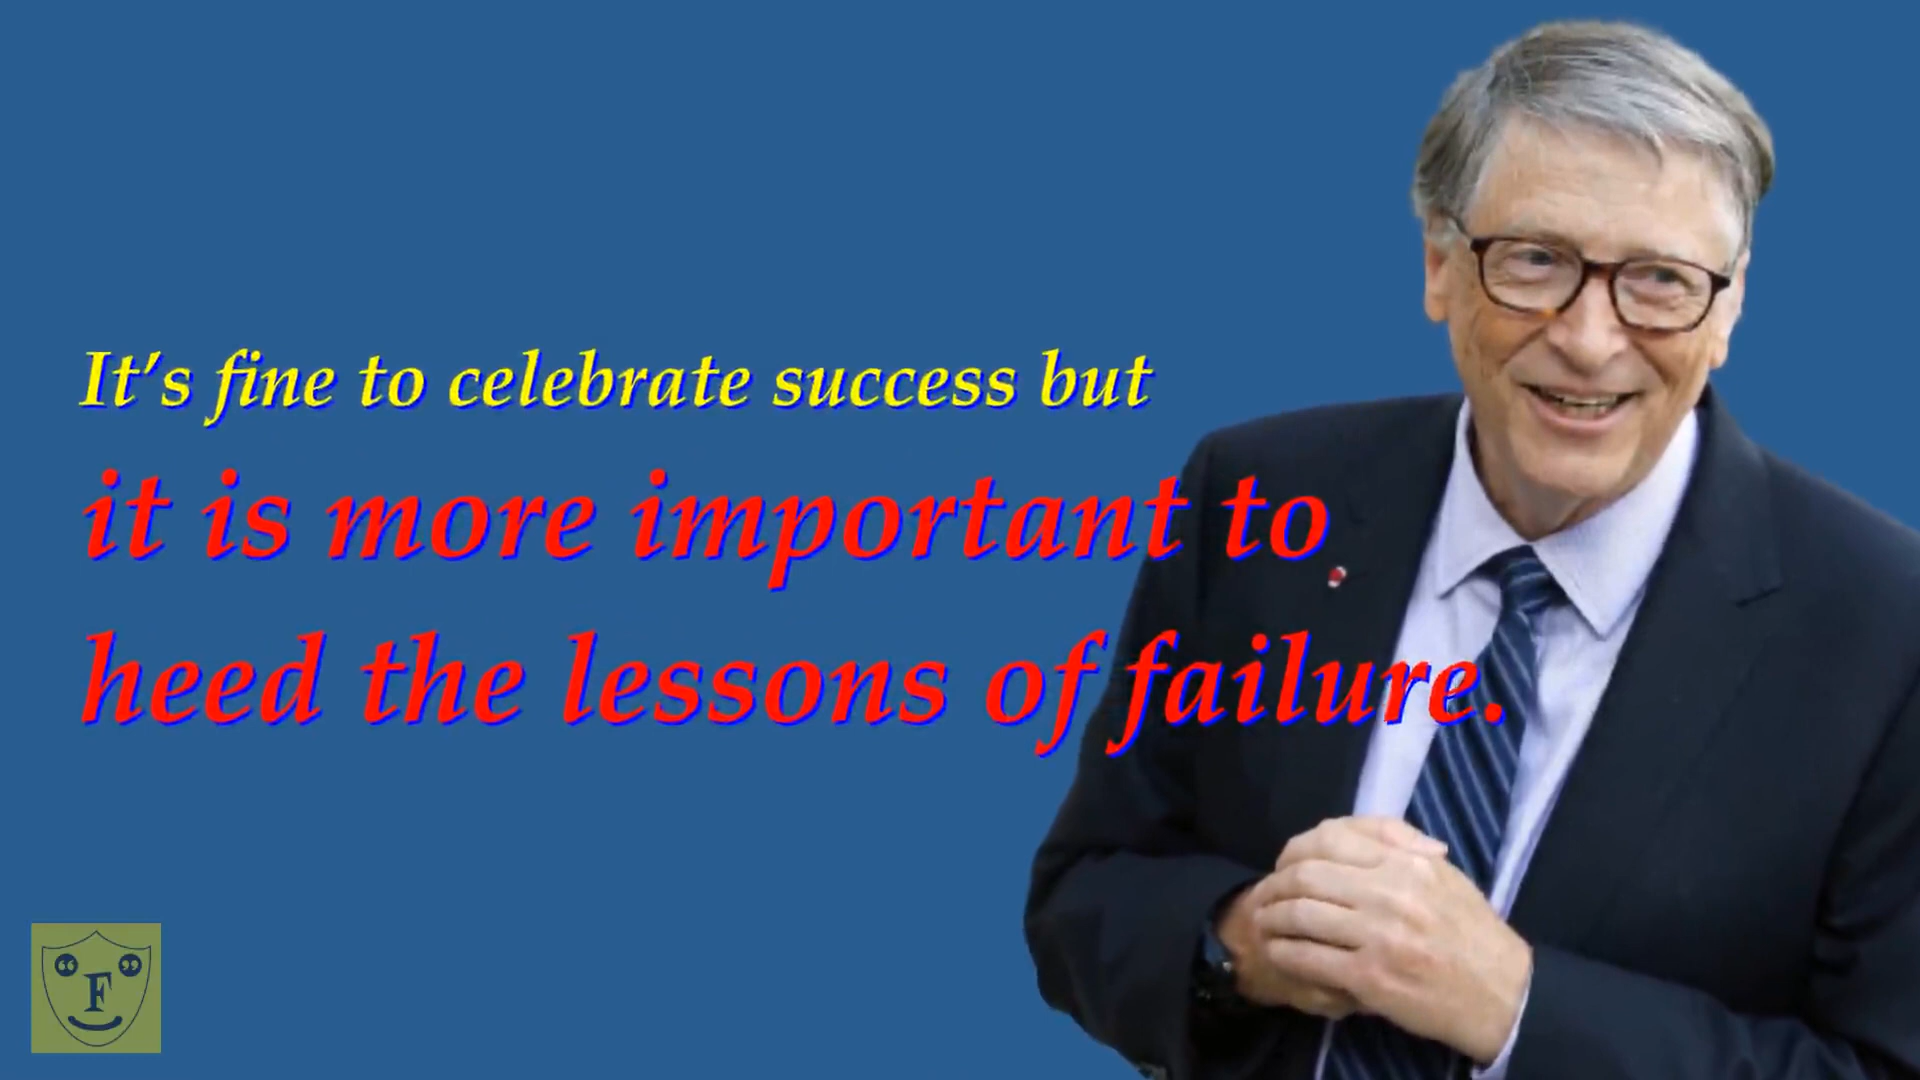 It’s fine to celebrate success but
it is more important to
heed the lessons of failure.
“ F ”